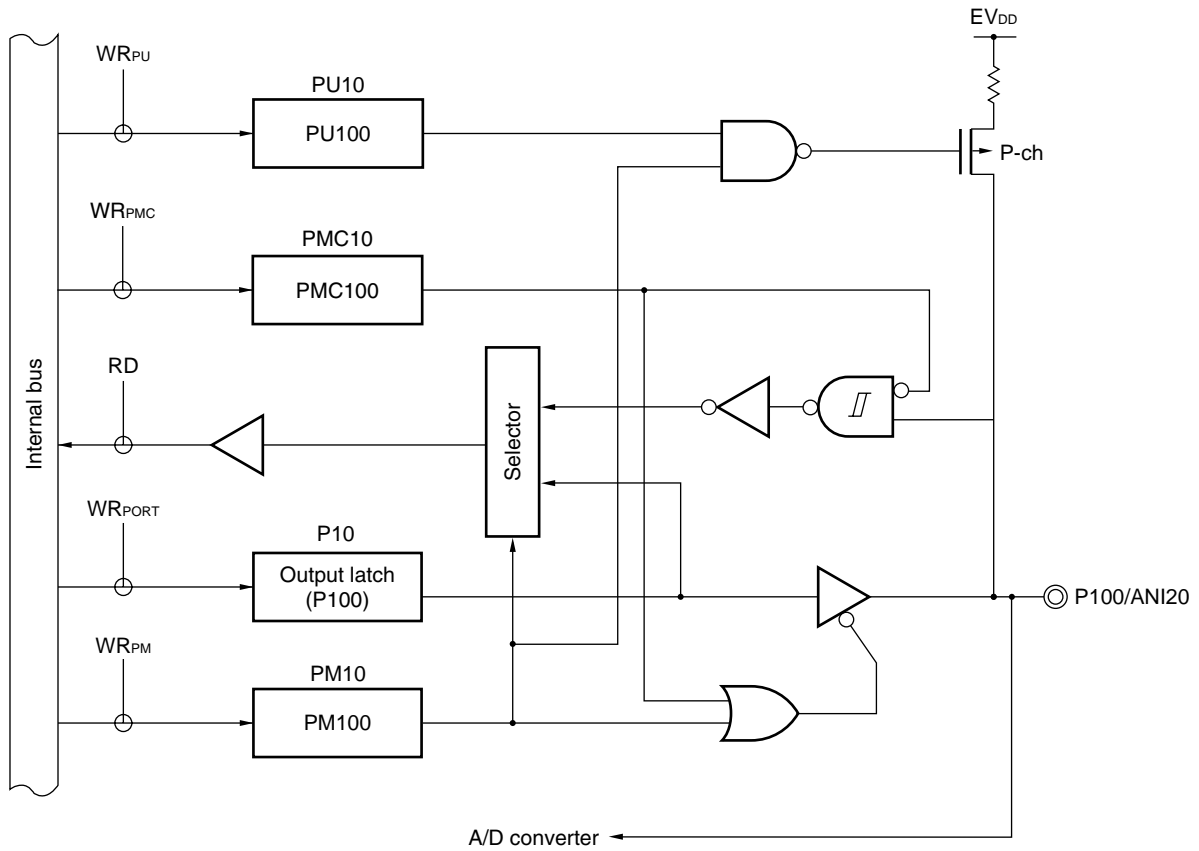 EVDD
WRPU
PU10
PU100
P-ch
WRPMC
PMC10
PMC100
RD
Internal bus
Selector
WRPORT
P10
Output latch
(P100)
P100/ANI20
WRPM
PM10
PM100
A/D converter